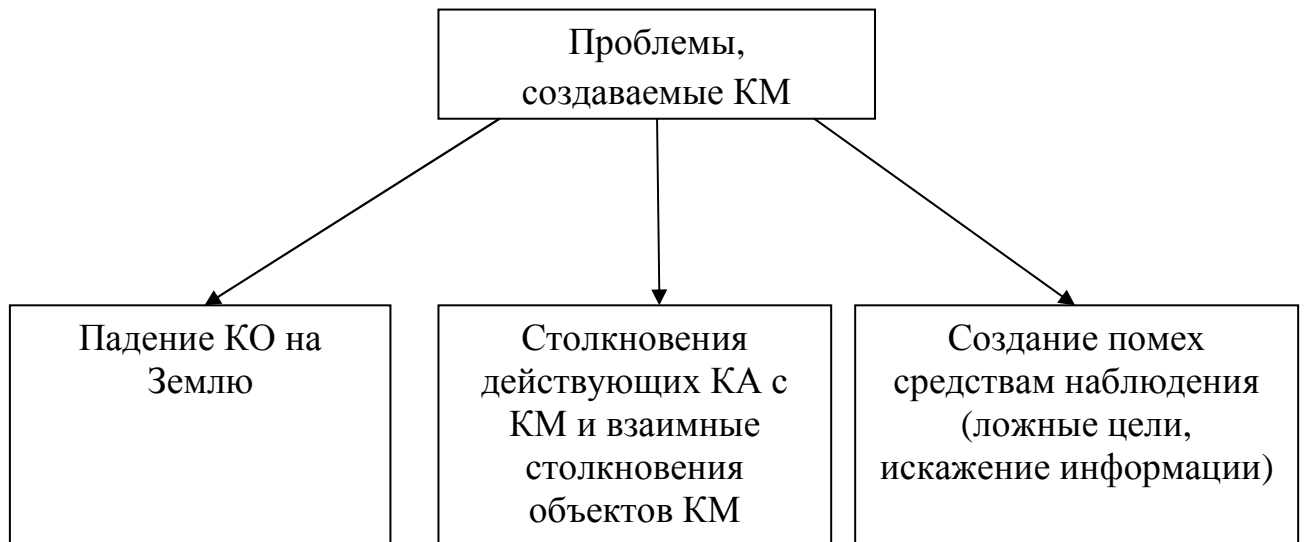 Проблемы,
создаваемые КМ
Падение КО на
Землю
Столкновения
действующих КА с
КМ и взаимные
столкновения
объектов КМ
Создание помех
средствам наблюдения
(ложные цели,
искажение информации)